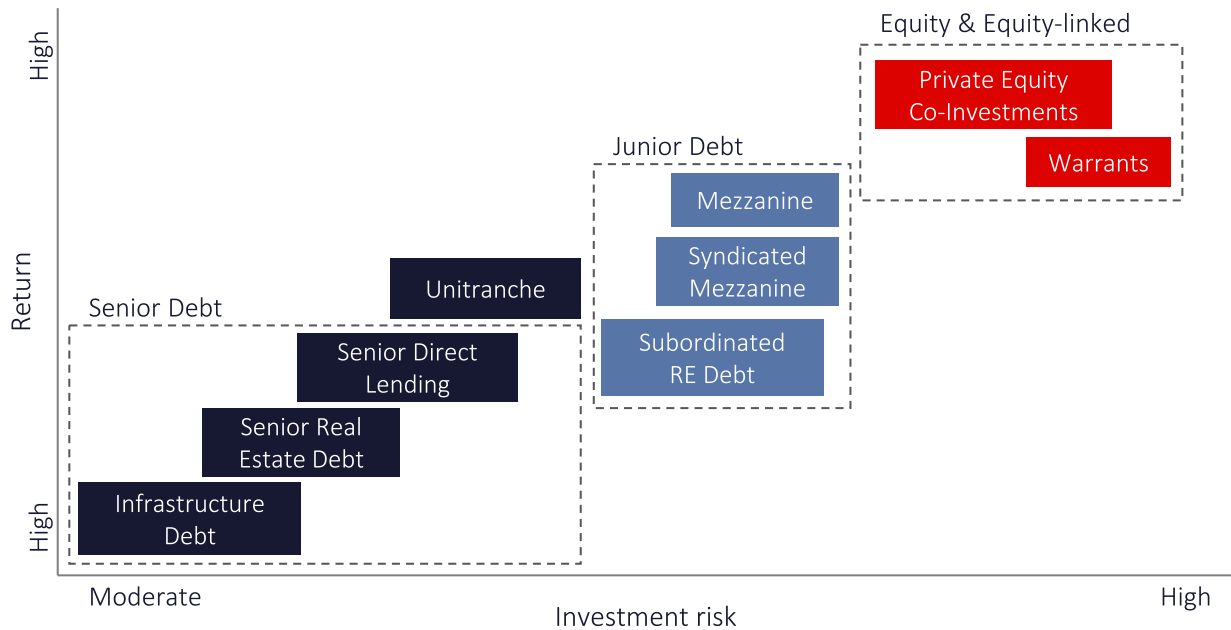 Equity & Equity-linked
High
Private Equity
Co-Investments
Junior Debt
Warrants
Mezzanine
Syndicated
Mezzanine
Unitranche
Return
Senior Debt
Subordinated
RE Debt
Senior Direct
Lending
Senior Real
Estate Debt
Infrastructure
Debt
High
Moderate
High
Investment risk